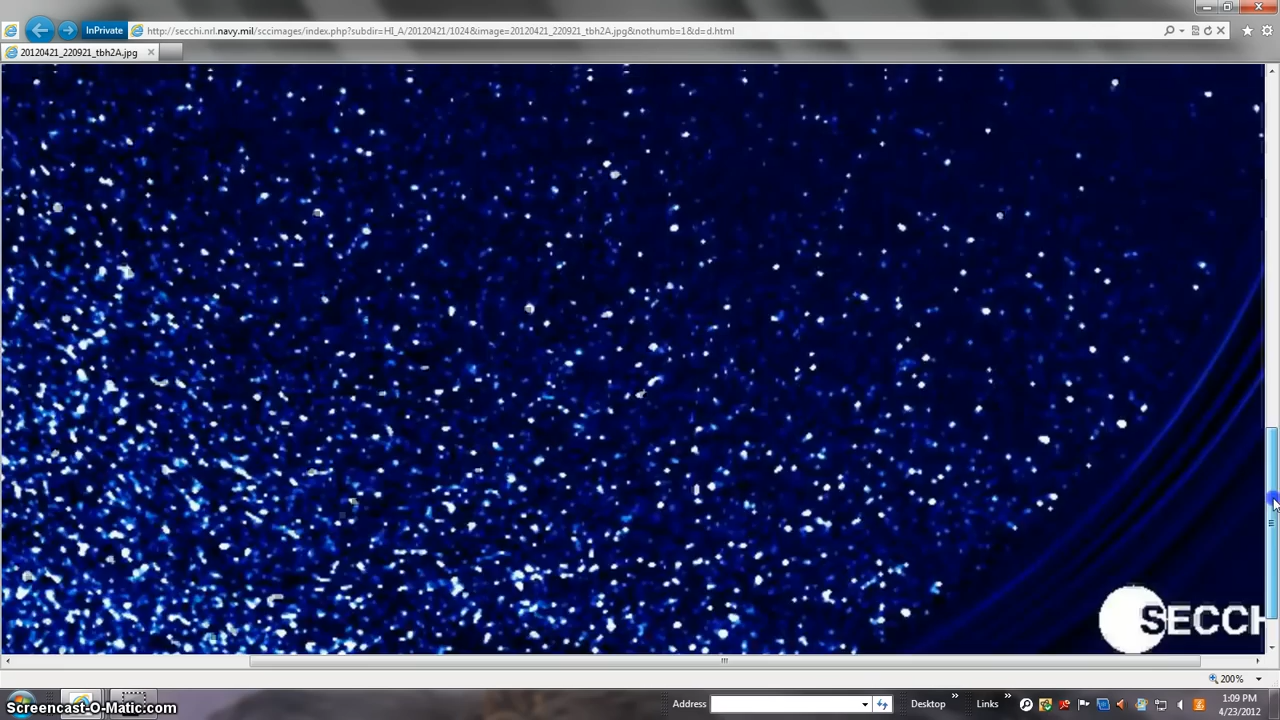 InPrivate
http://secchi.nrl.navy.mil/sccimages/index.php?subdir=HI_A/20120421/1024&image=20120421_220921_tbh2A.jpg&nothumb=1&d=d.html
20120421_220921_tbh2A.jpg
SECCH
200%
Address
Desktop
Links
1:09 PM
4/23/2012
Screencast-O-Matic.com